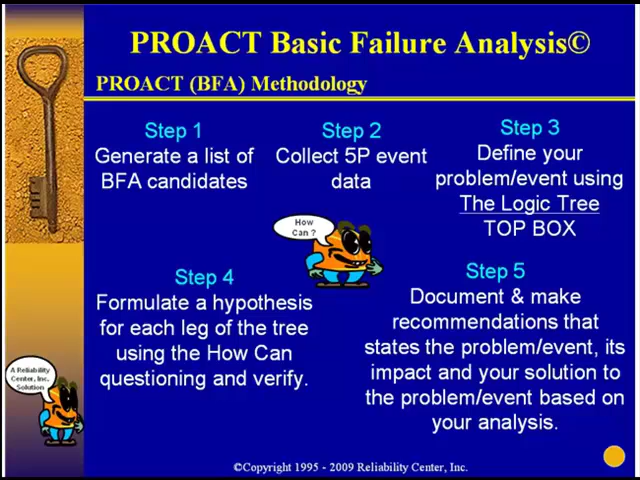 PROACT Basic Failure Analysis©
PROACT (BFA) Methodology
Step 1
Generate a list of
BFA candidates
Step 2
Collect 5P event
data
Step 3
Define your
problem/event using
The Logic Tree
TOP BOX
How
Can ?
Step 4
Formulate a hypothesis
for each leg of the tree
using the How Can
questioning and verify.
Step 5
Document & make
recommendations that
states the problem/event, its
impact and your solution to
the problem/event based on
your analysis.
A Reliability
Center, Inc.
Solution
©Copyright 1995 - 2009 Reliability Center, Inc.